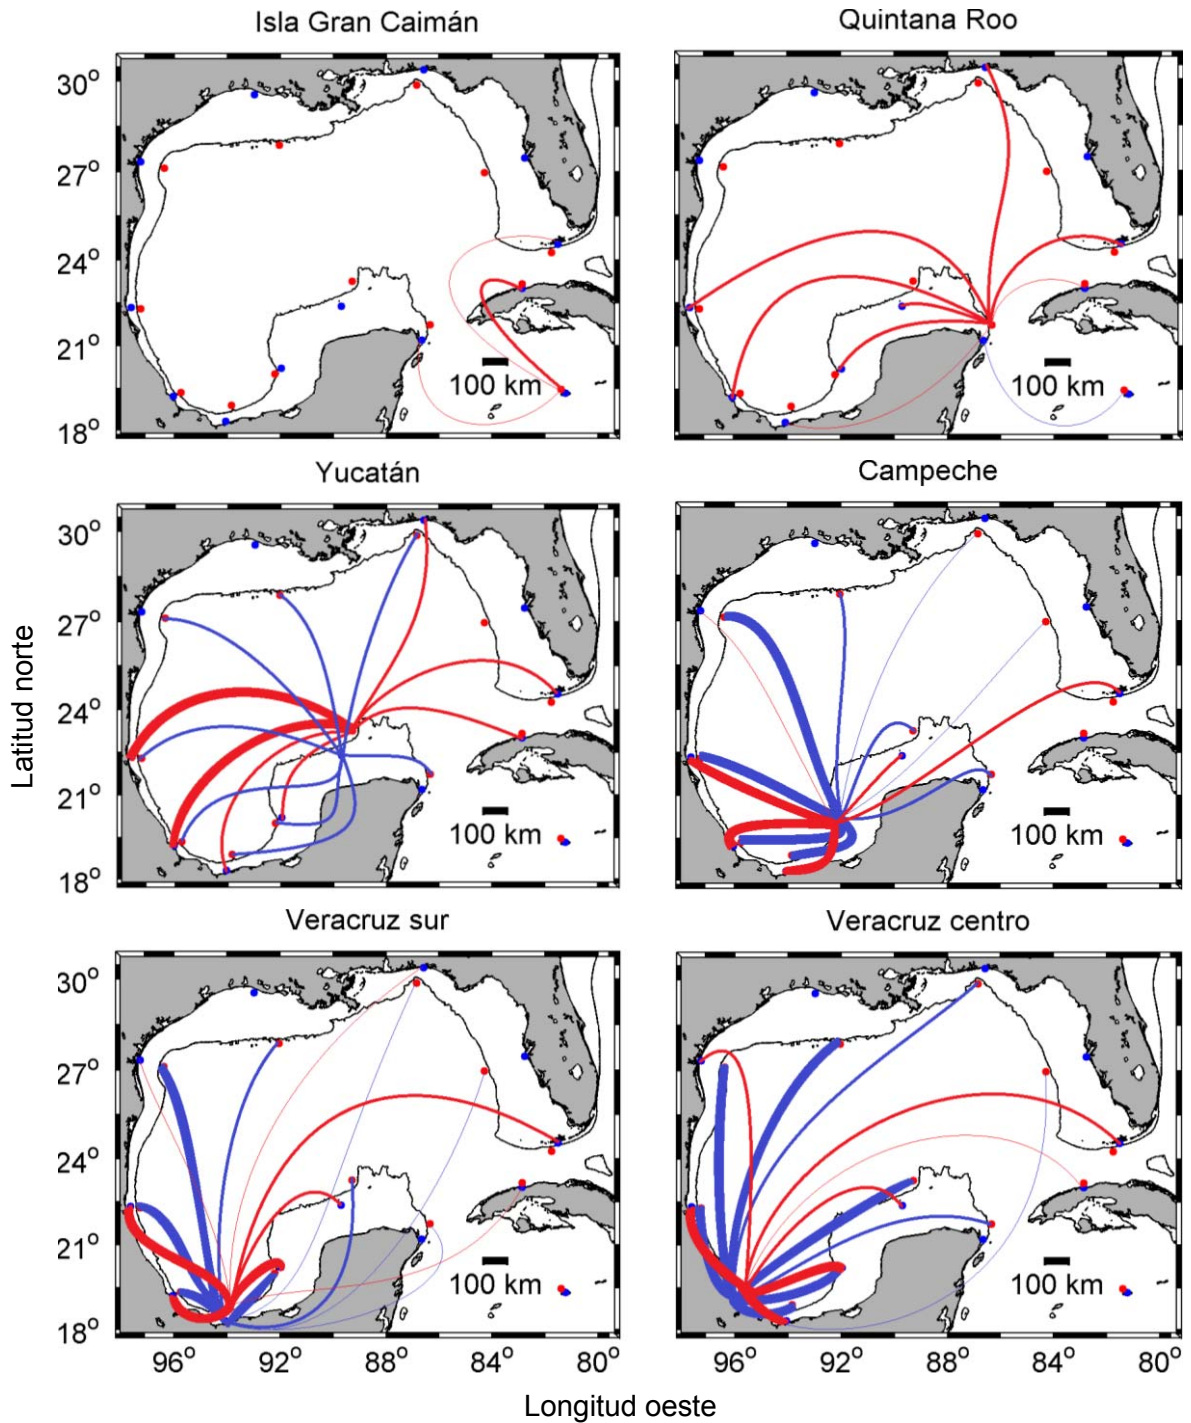 Isla Gran Caimán
Quintana Roo
30°
27°
24°
21°
18°
100 km
100 km
Yucatán
Campeche
30°
27°
24°
21°
18°
100 km
100 km
Latitud norte
Veracruz sur
Veracruz centro
30°
27°
24°
21°
18°
100 km
100 km
96° 92° 88° 84° 80° 96° 92° 88° 84° 80°
Longitud oeste